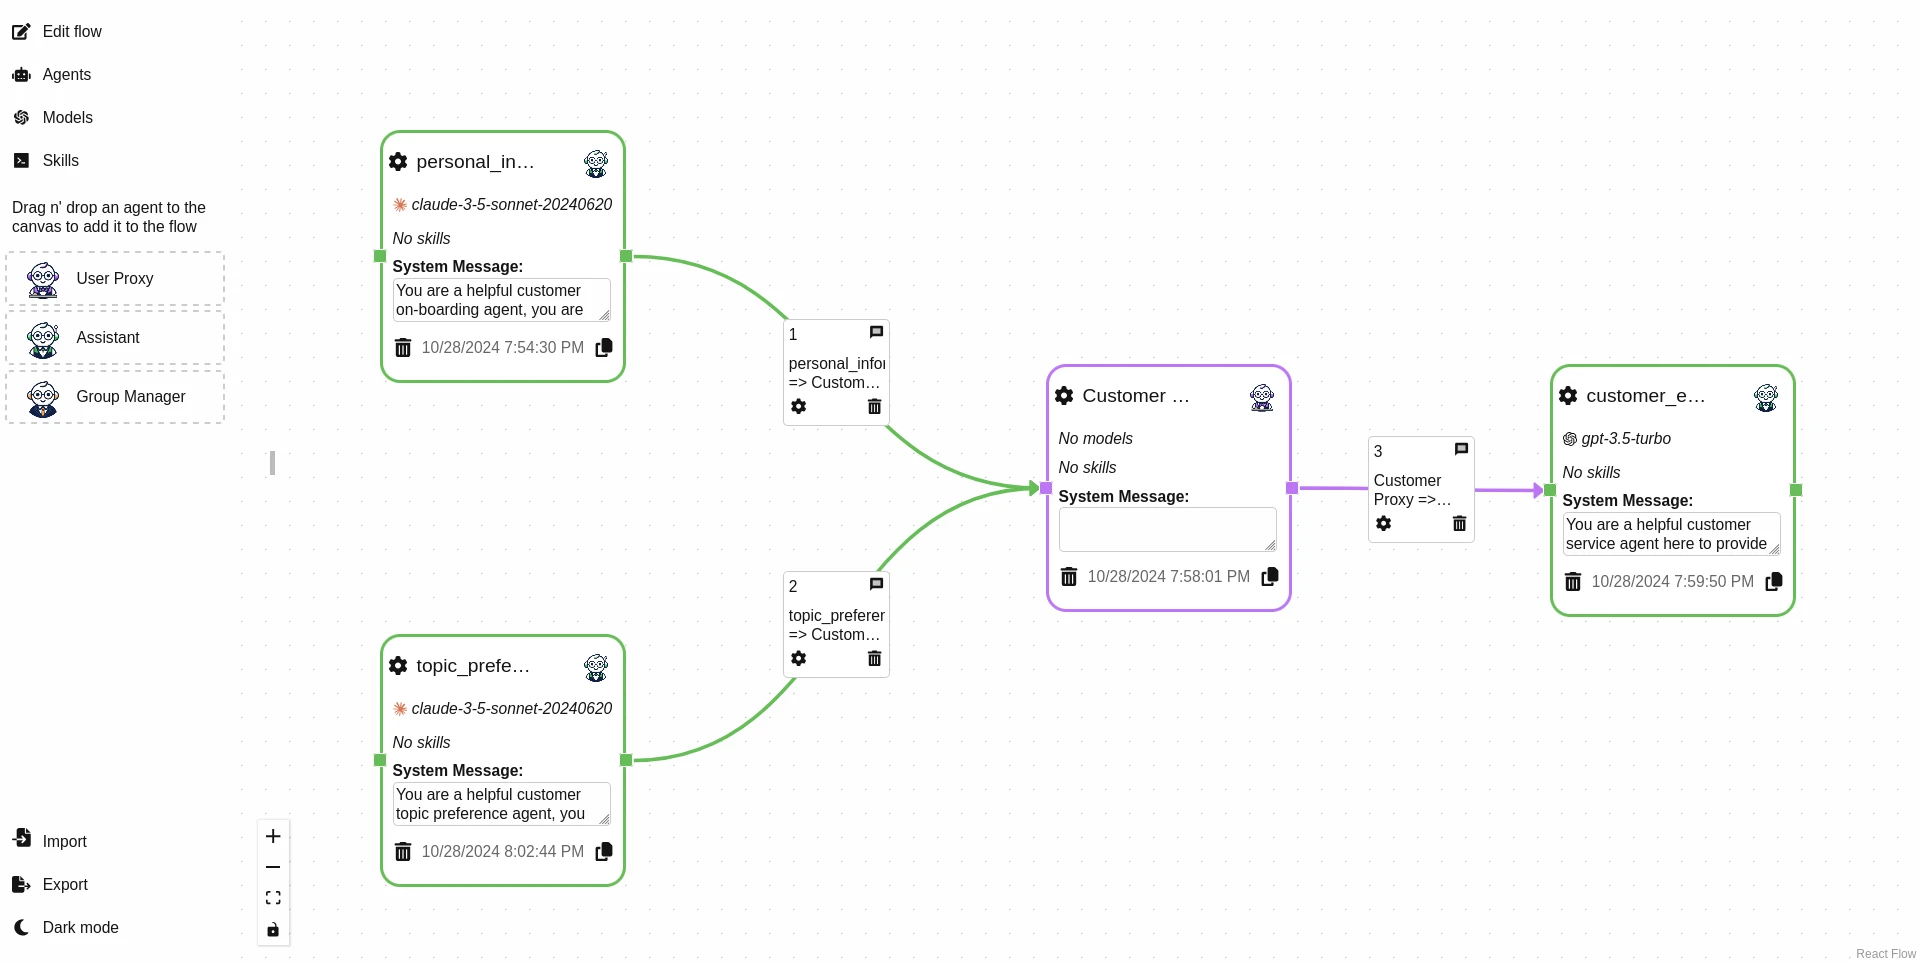 Edit flow
Agents
Models
Skills
Drag n' drop an agent to the
canvas to add it to the flow
User Proxy
Assistant
Group Manager
Import
Export
Dark mode
personal_in…
claude-3-5-sonnet-20240620
No skills
System Message:
You are a helpful customer
on-boarding agent, you are
10/28/2024 7:54:30 PM
1
personal_infor
=> Custom…
topic_prefe…
claude-3-5-sonnet-20240620
No skills
System Message:
You are a helpful customer
topic preference agent, you
10/28/2024 8:02:44 PM
2
topic_preferer
=> Custom…
Customer …
No models
No skills
System Message:
10/28/2024 7:58:01 PM
3
Customer
Proxy =>…
customer_e…
gpt-3.5-turbo
No skills
System Message:
You are a helpful customer
service agent here to provide
10/28/2024 7:59:50 PM
React Flow